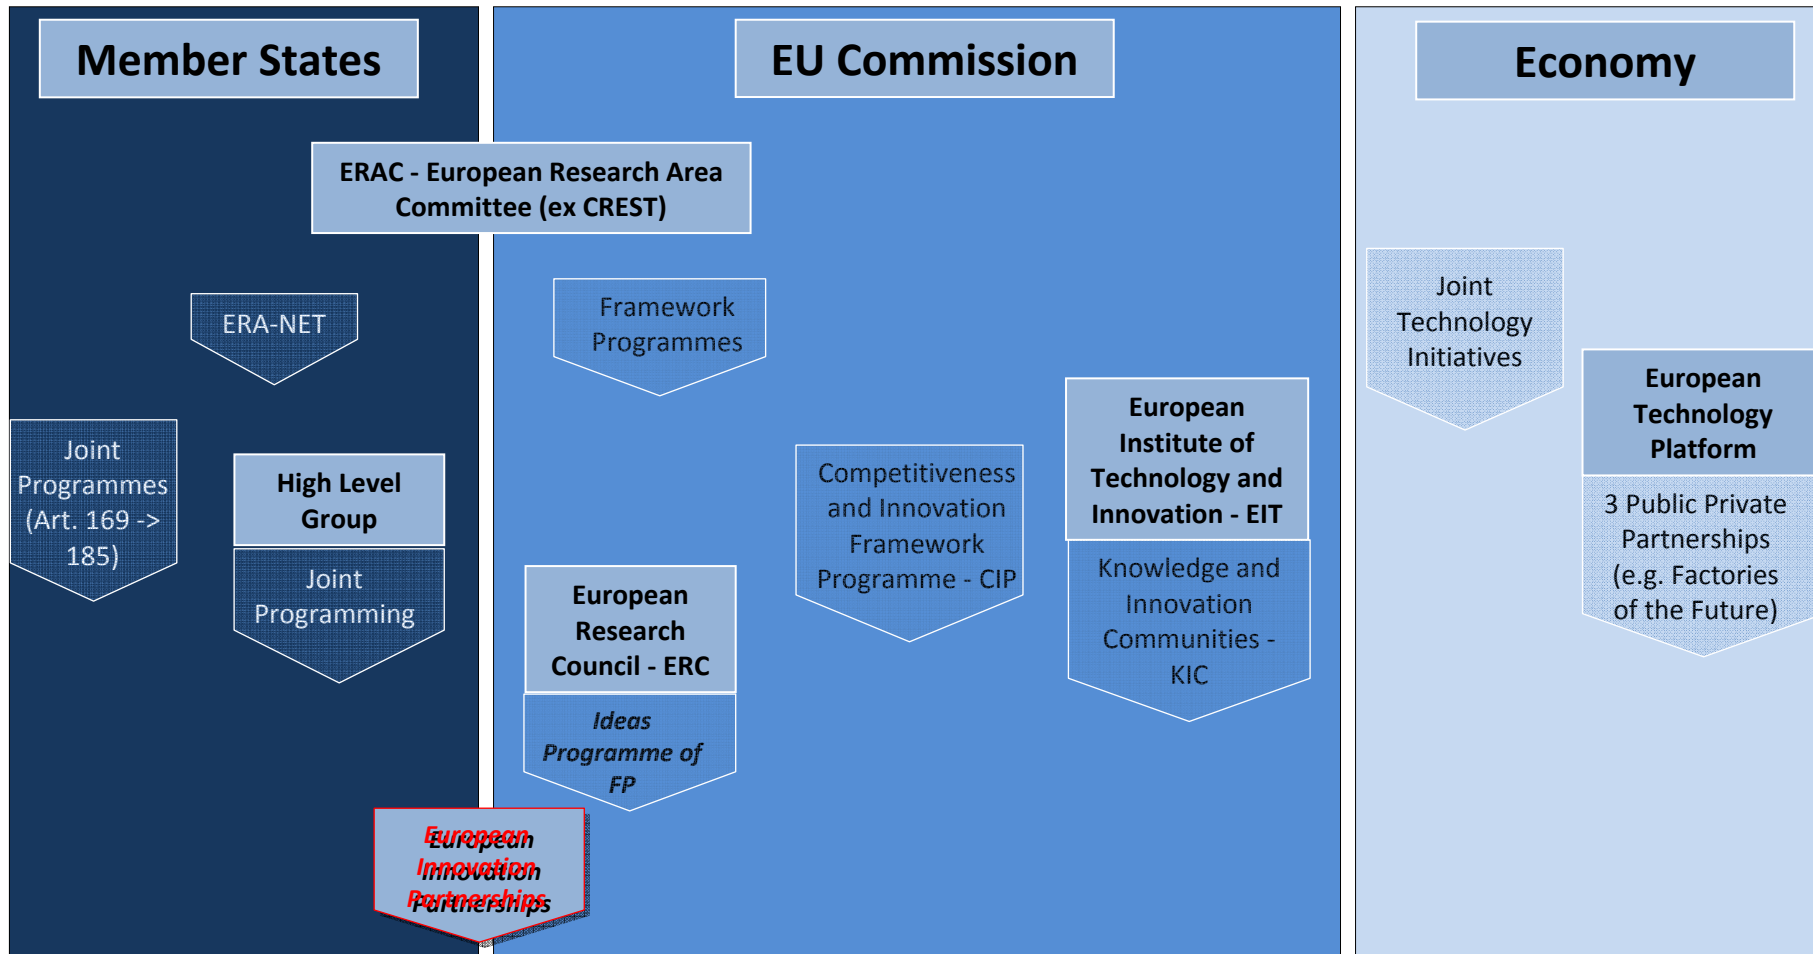 Member States
EU Commission
Economy
ERAC - European Research Area
Committee (ex CREST)
ERA-NET
Joint
Programmes
(Art. 169 ->
185)
High Level
Group
Joint
Programming
Framework
Programmes
European
Research
Council - ERC
Ideas
Programme of
FP
Competitiveness
and Innovation
Framework
Programme - CIP
European
Institute of
Technology and
Innovation - EIT
Knowledge and
Innovation
Communities -
KIC
Joint
Technology
Initiatives
European
Technology
Platform
3 Public Private
Partnerships
(e.g. Factories
of the Future)
European
Innovation
Partnerships
European
Innovation
Partnerships